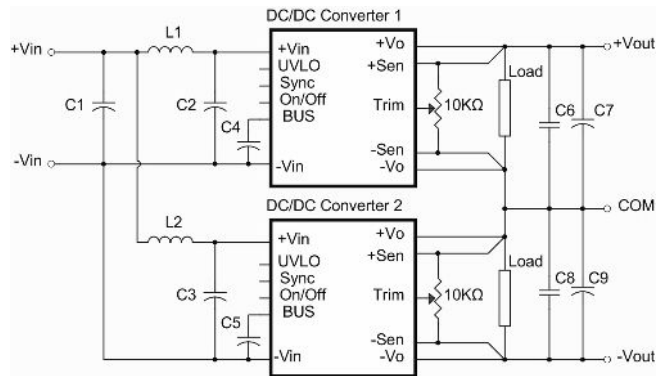 DC/DC Converter 1
+Vin
L1
+Vin
UVLO
Sync
On/Off
BUS
-Vin
+Vo
+Sen
Trim
-Sen
-Vo
10KΩ
Load
+Vout
C1
C2
C4
C6
C7
-Vin
COM
DC/DC Converter 2
L2
+Vin
UVLO
Sync
On/Off
BUS
-Vin
+Vo
+Sen
Trim
-Sen
-Vo
10KΩ
Load
C3
C5
C8
C9
-Vout